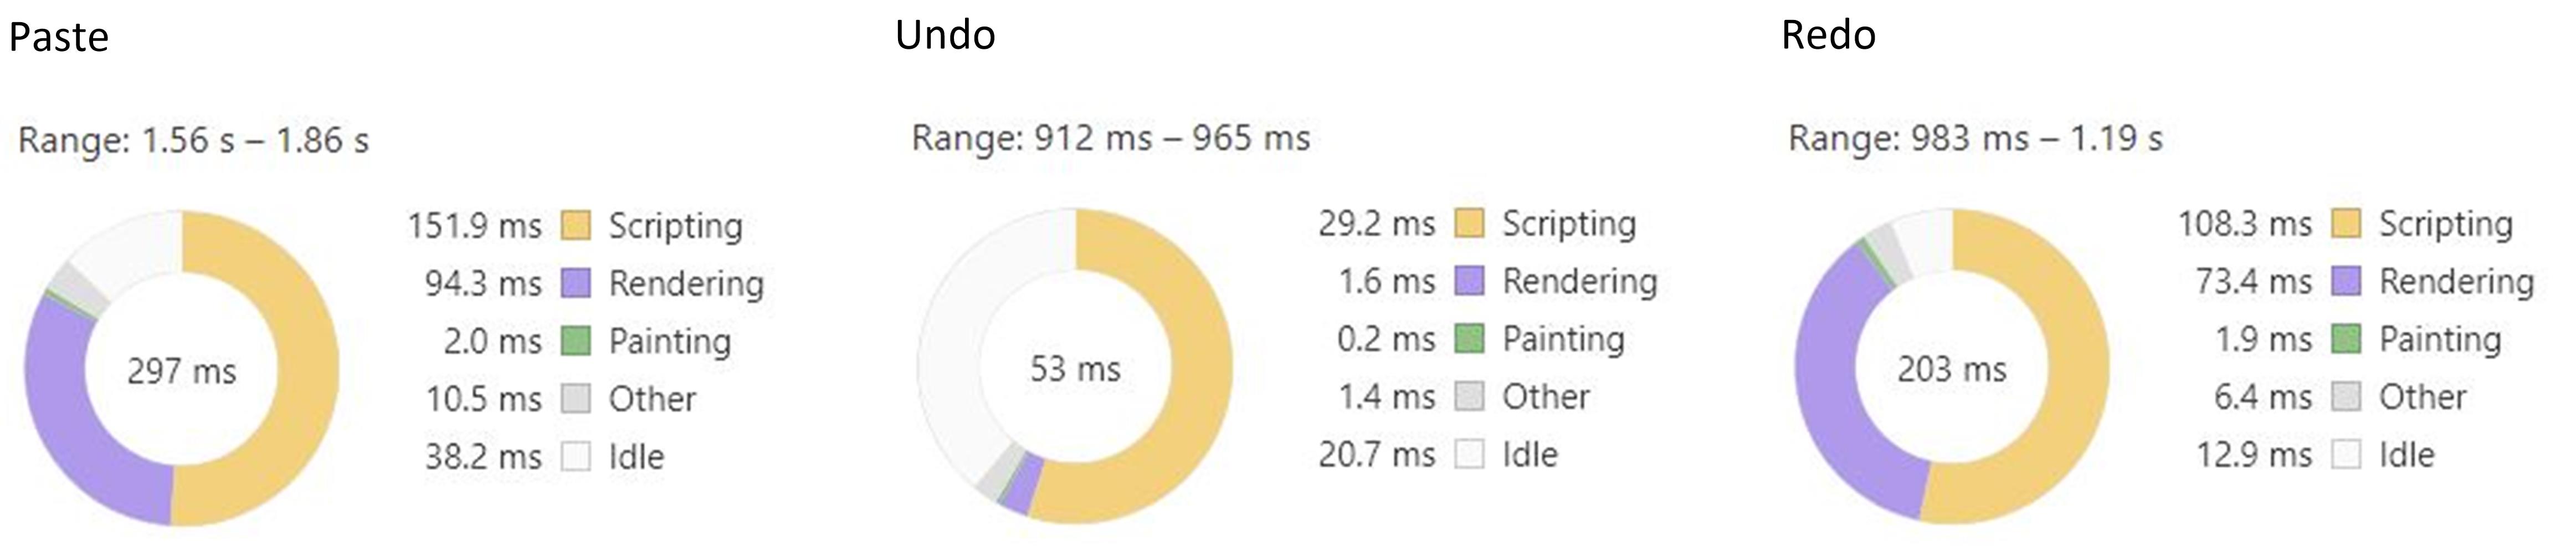 Paste
Range: 1.56 s – 1.86 s
297 ms
151.9 ms Scripting
94.3 ms Rendering
2.0 ms Painting
10.5 ms Other
38.2 ms Idle
Undo
Range: 912 ms – 965 ms
53 ms
29.2 ms Scripting
1.6 ms Rendering
0.2 ms Painting
1.4 ms Other
20.7 ms Idle
Redo
Range: 983 ms – 1.19 s
203 ms
108.3 ms Scripting
73.4 ms Rendering
1.9 ms Painting
6.4 ms Other
12.9 ms Idle